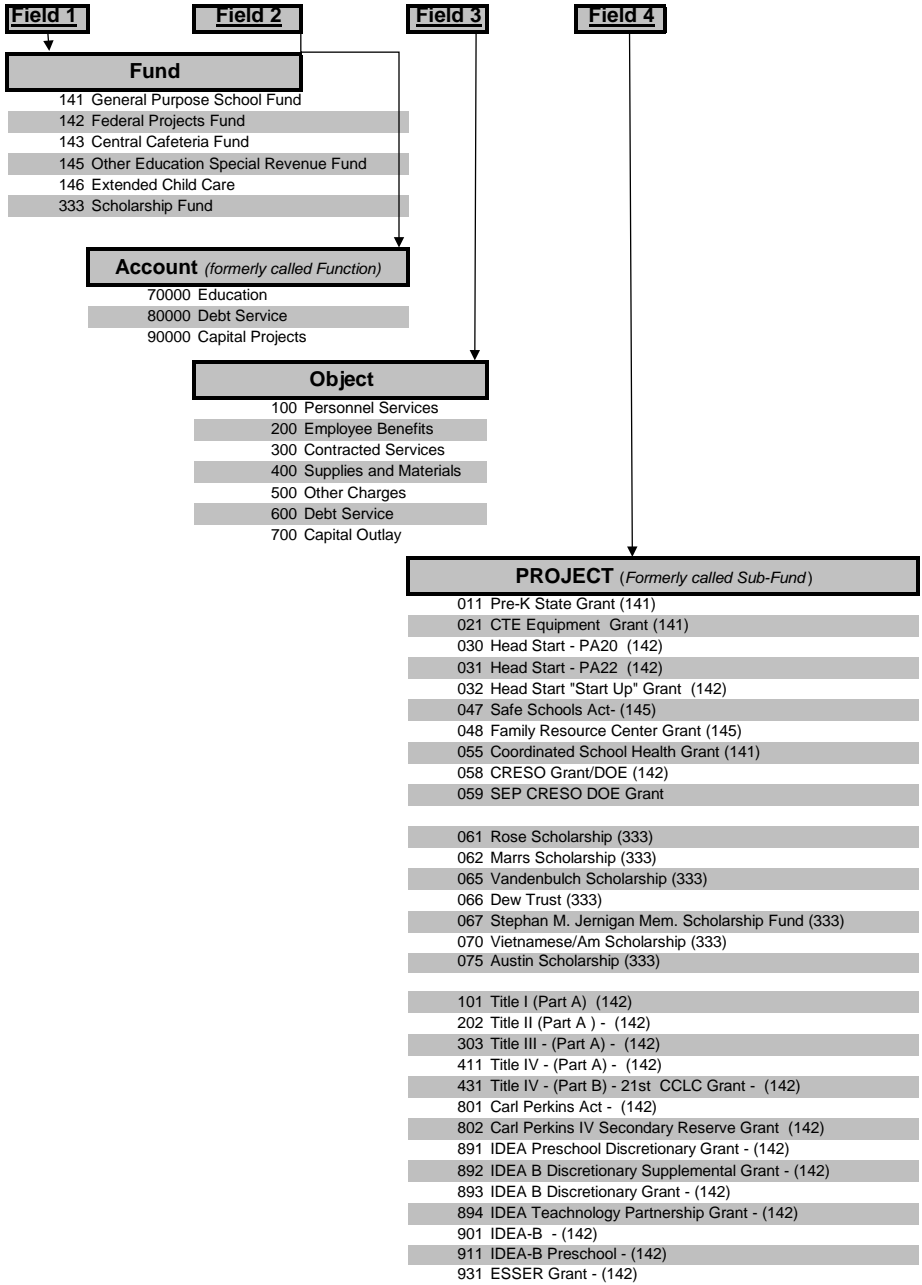 Field 1 Field 2 Field 3 Field 4
Fund
141 General Purpose School Fund
142 Federal Projects Fund
143 Central Cafeteria Fund
145 Other Education Special Revenue Fund
146 Extended Child Care
333 Scholarship Fund
Account (formerly called Function)
70000 Education
80000 Debt Service
90000 Capital Projects
Object
100 Personnel Services
200 Employee Benefits
300 Contracted Services
400 Supplies and Materials
500 Other Charges
600 Debt Service
700 Capital Outlay
PROJECT (Formerly called Sub-Fund)
011 Pre-K State Grant (141)
021 CTE Equipment Grant (141)
030 Head Start - PA20 (142)
031 Head Start - PA22 (142)
032 Head Start "Start Up" Grant (142)
047 Safe Schools Act- (145)
048 Family Resource Center Grant (145)
055 Coordinated School Health Grant (141)
058 CRESO Grant/DOE (142)
059 SEP CRESO DOE Grant
061 Rose Scholarship (333)
062 Marrs Scholarship (333)
065 Vandenbulch Scholarship (333)
066 Dew Trust (333)
067 Stephan M. Jernigan Mem. Scholarship Fund (333)
070 Vietnamese/Am Scholarship (333)
075 Austin Scholarship (333)
101 Title I (Part A) (142)
202 Title II (Part A ) - (142)
303 Title III - (Part A) - (142)
411 Title IV - (Part A) - (142)
431 Title IV - (Part B) - 21st CCLC Grant - (142)
801 Carl Perkins Act - (142)
802 Carl Perkins IV Secondary Reserve Grant (142)
891 IDEA Preschool Discretionary Grant - (142)
892 IDEA B Discretionary Supplemental Grant - (142)
893 IDEA B Discretionary Grant - (142)
894 IDEA Teachnology Partnership Grant - (142)
901 IDEA-B - (142)
911 IDEA-B Preschool - (142)
931 ESSER Grant - (142)